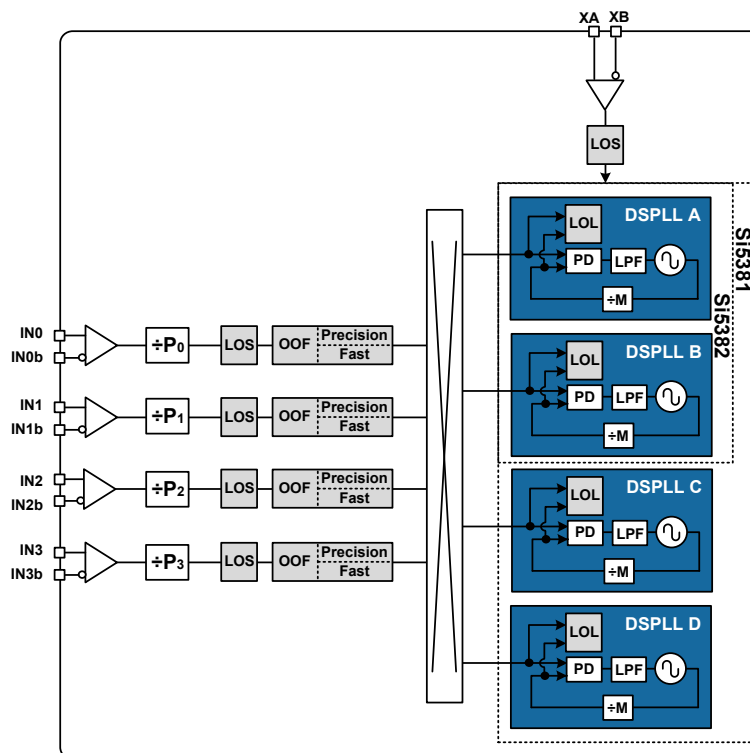 XA XB
LOS
DSPLL A
LOL
PD LPF
÷M
Si5381
Si5382
DSPLL B
LOL
PD LPF
÷M
DSPLL C
LOL
PD LPF
÷M
DSPLL D
LOL
PD LPF
÷M
IN0
IN0b
÷P0
LOS
OOF
Precision
Fast
IN1
IN1b
÷P1
LOS
OOF
Precision
Fast
IN2
IN2b
÷P2
LOS
OOF
Precision
Fast
IN3
IN3b
÷P3
LOS
OOF
Precision
Fast